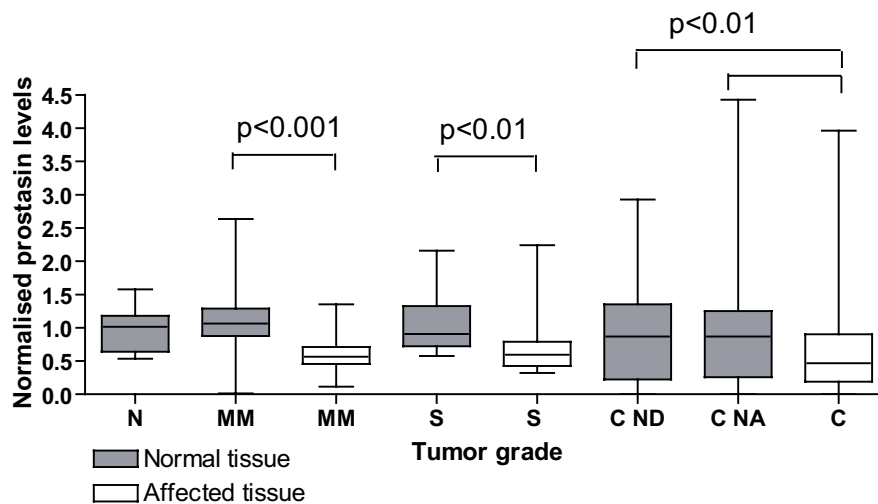 p<0.01
p<0.001
p<0.01
Normalised prostasin levels
4.5
4.0
3.5
3.0
2.5
2.0
1.5
1.0
0.5
0.0
N MM MM S S C ND C NA C
Tumor grade
Normal tissue
Affected tissue